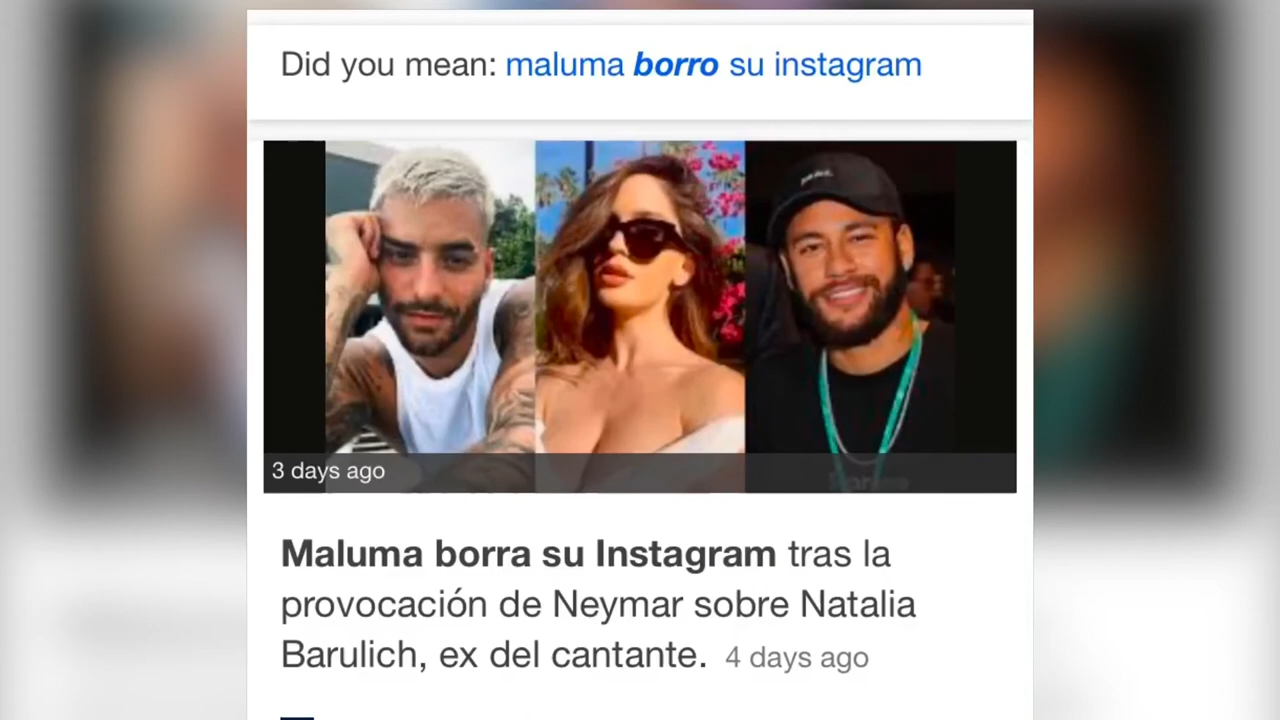 Did you mean: maluma borro su instagram
3 days ago
Maluma borra su Instagram tras la
provocación de Neymar sobre Natalia
Barulich, ex del cantante. 4 days ago